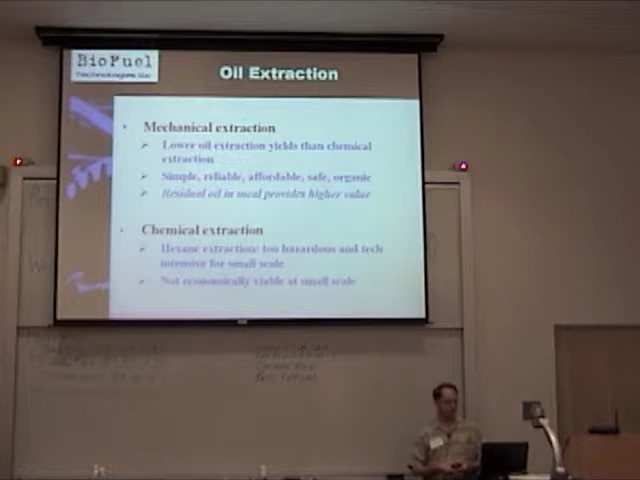 BioFuel
Oil Extraction
Mechanical extraction
Lower oil extraction yields than chemical
extraction
Simple, reliable, affordable, safe, organic
Residual oil in meal provides higher value
Chemical extraction
Hexane extraction: too hazardous and tech
intensive for small scale
Not economically viable at small scale